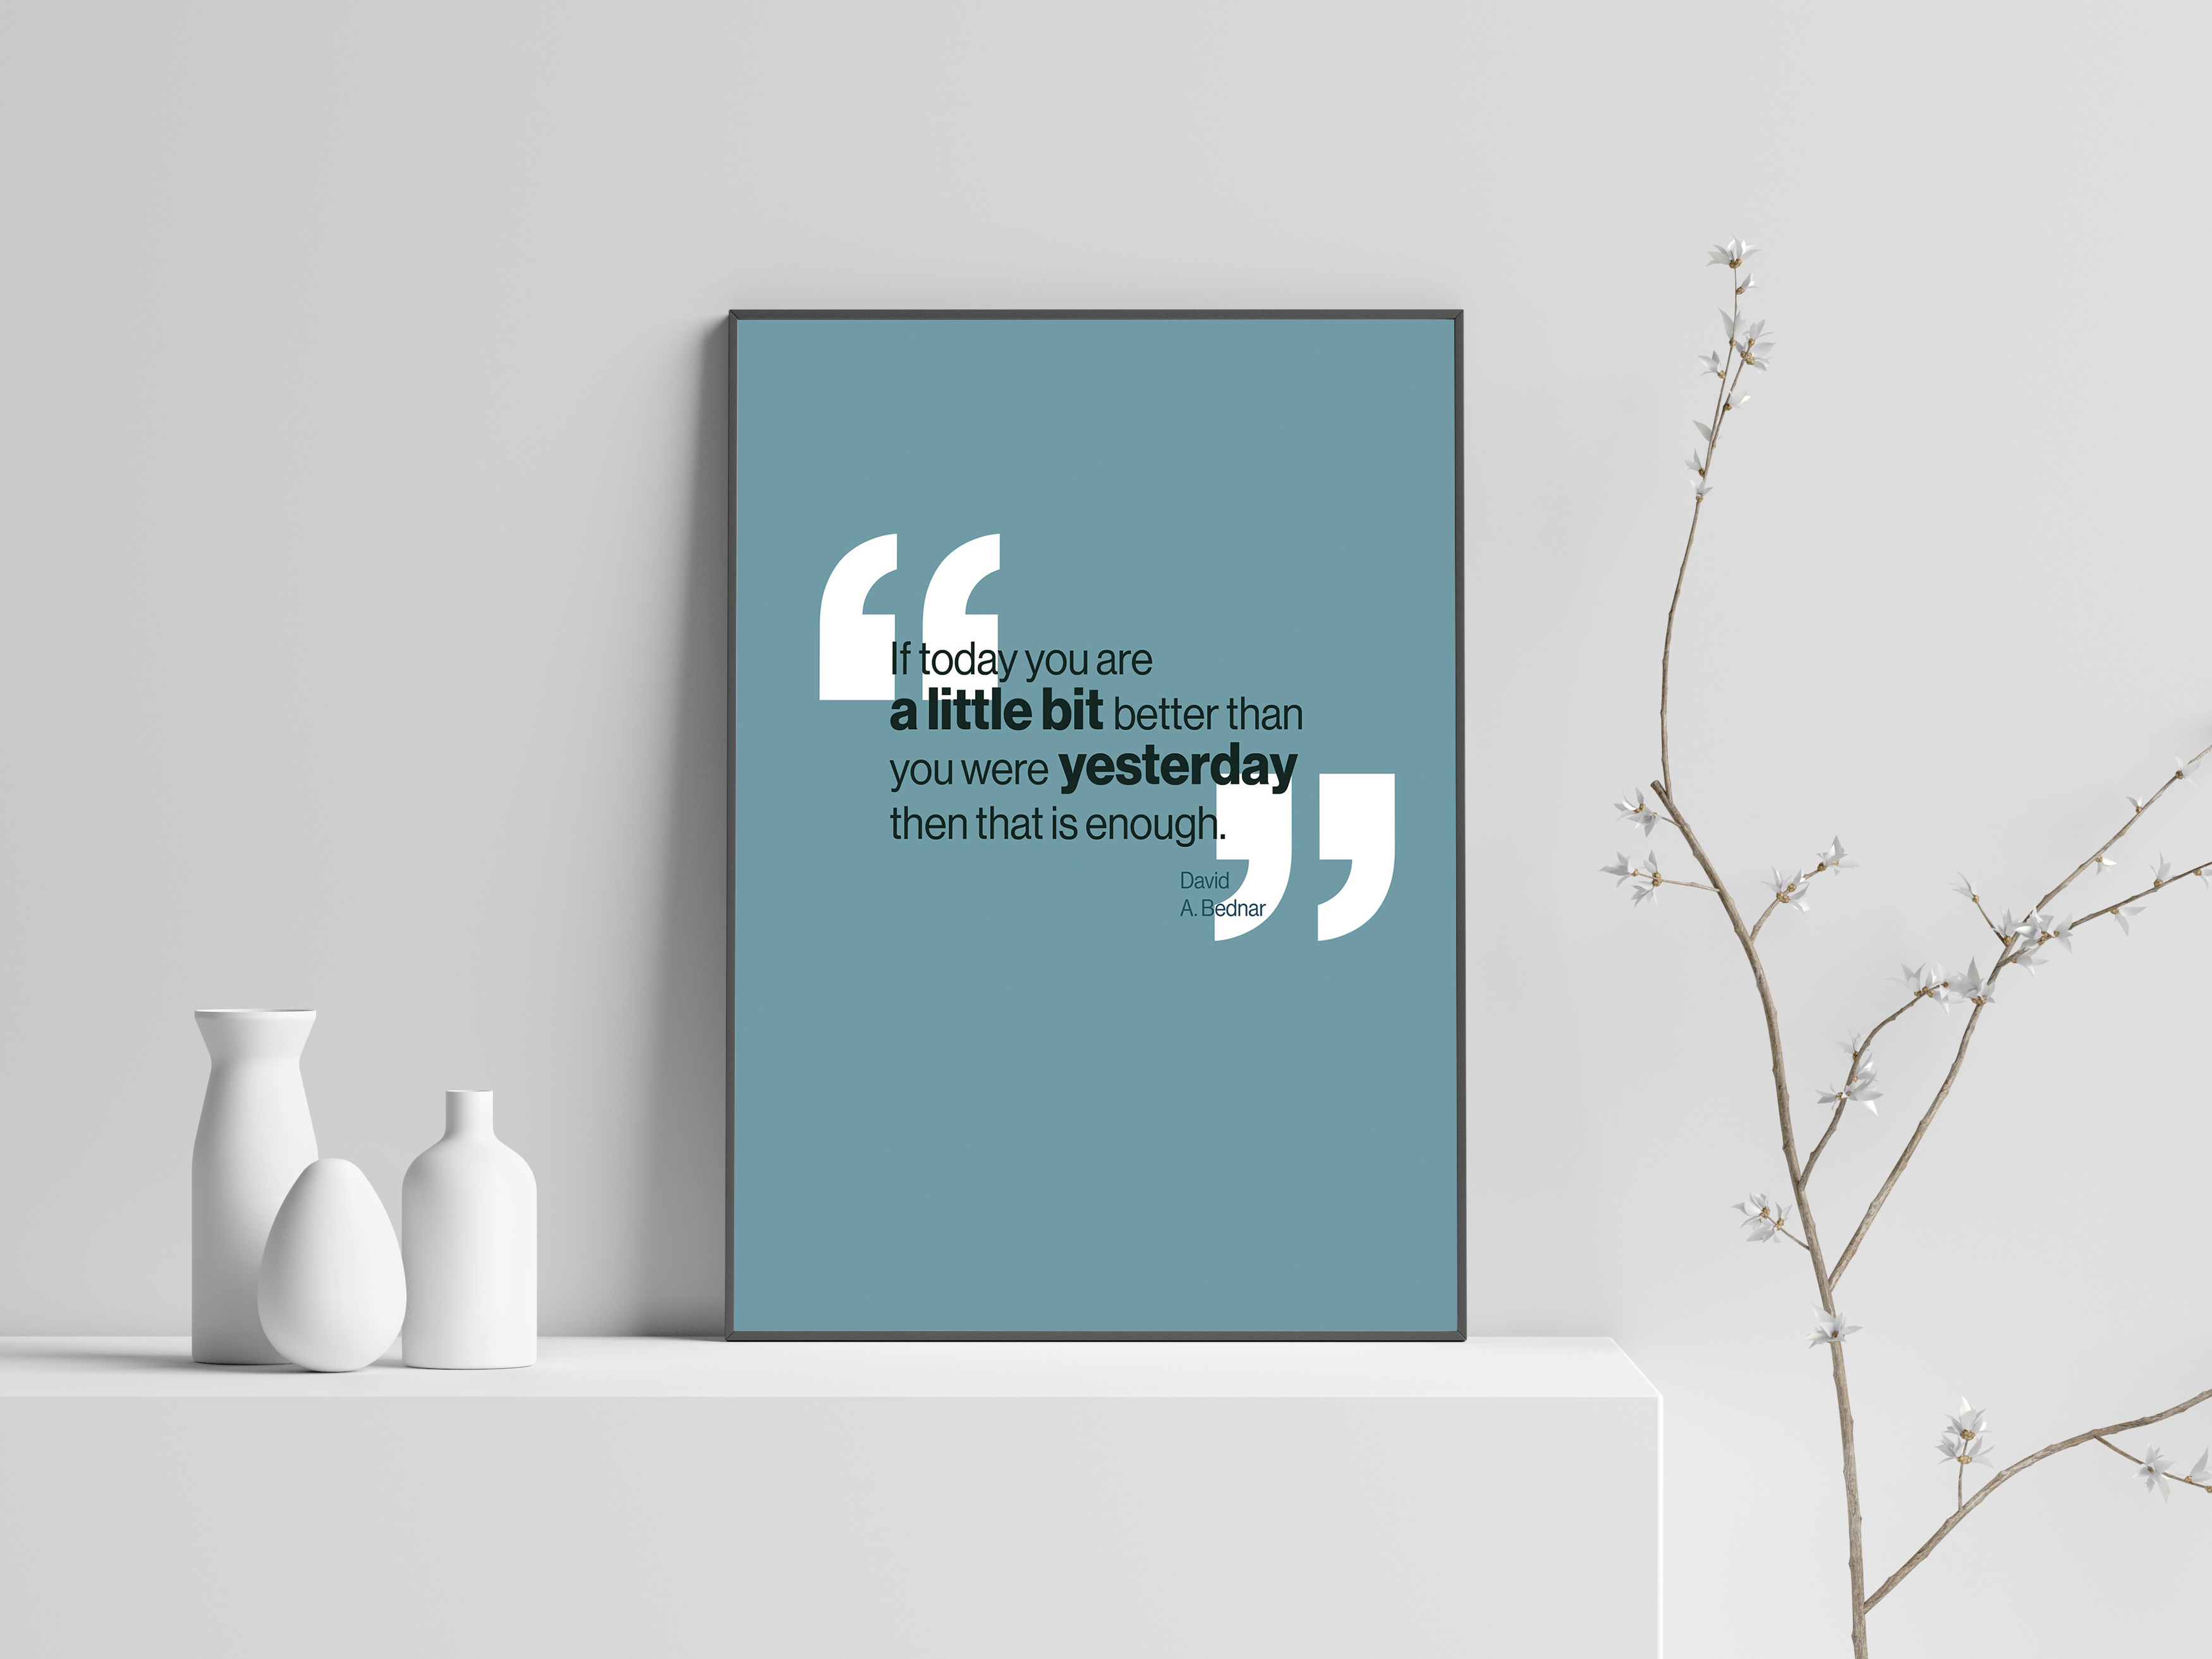 “
If today you are
a little bit better than
you were yesterday
then that is enough.
”
David
A. Bednar